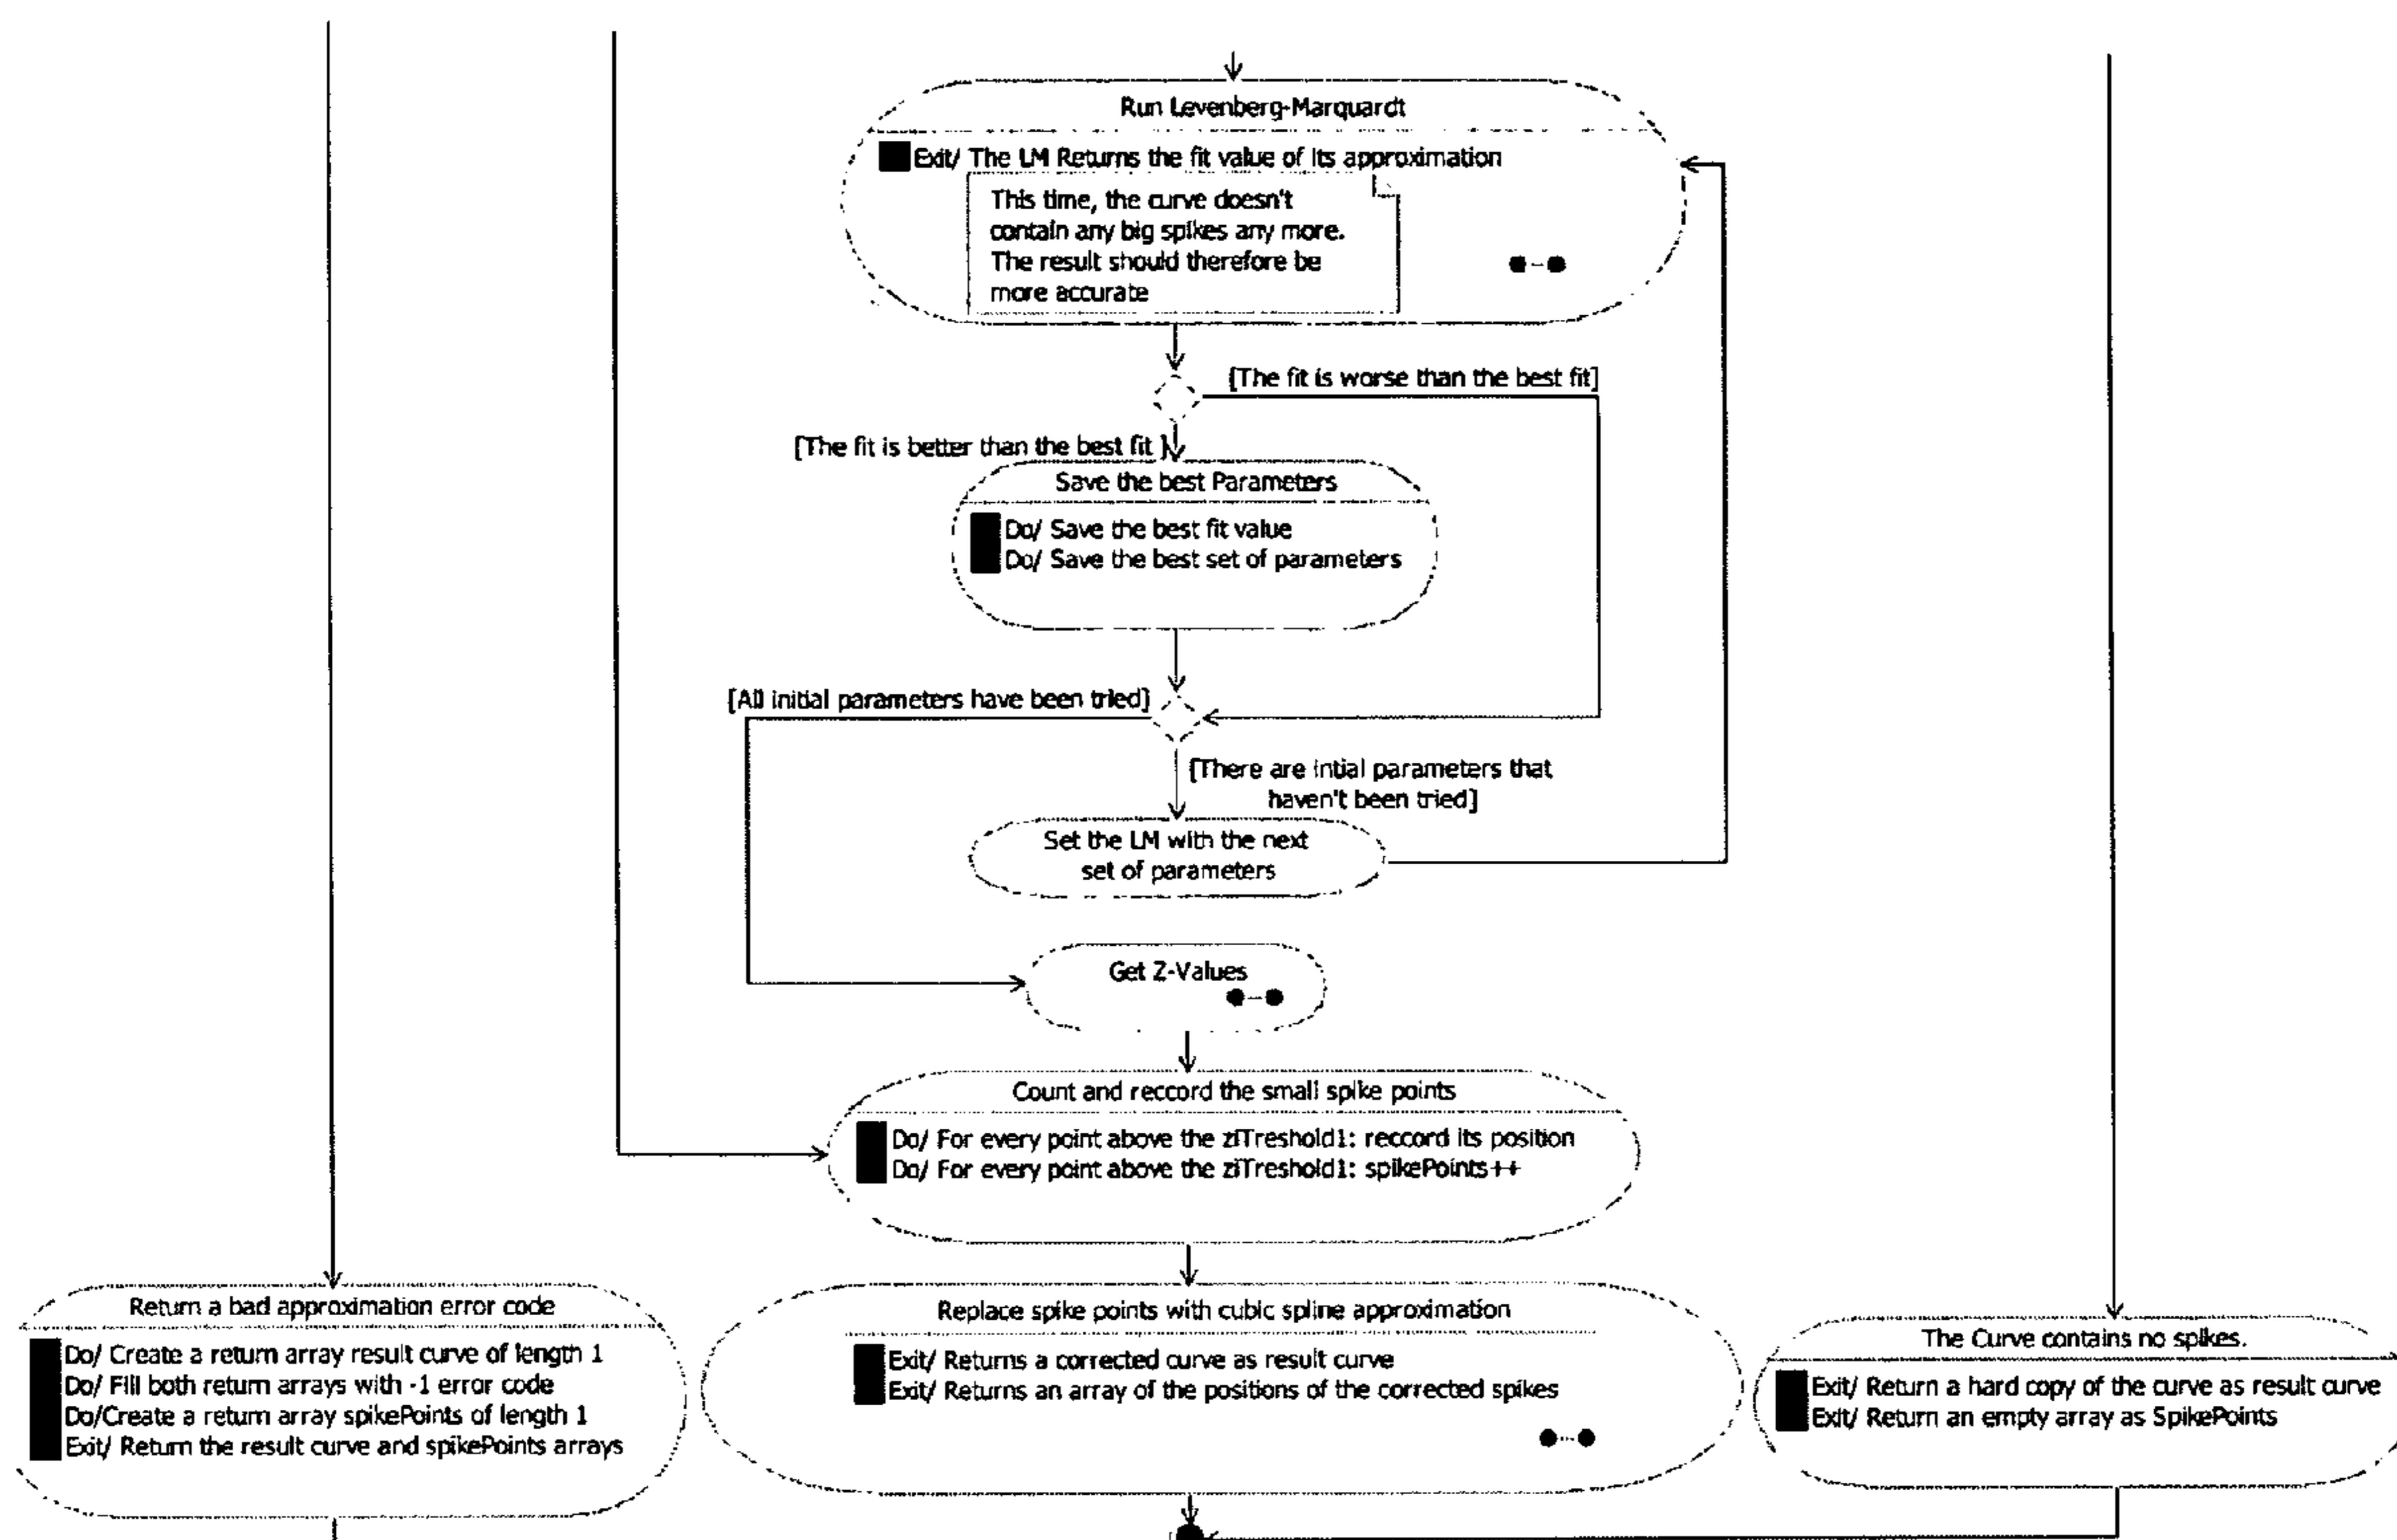 Run Levenberg-Marquardt
Exit/ The LM Returns the fit value of its approximation
This time, the curve doesn't
contain any big spikes any more.
The result should therefore be
more accurate
[The fit is worse than the best fit]
[The fit is better than the best fit ]
Save the best Parameters
Do/ Save the best fit value
Do/ Save the best set of parameters
[All initial parameters have been tried]
[There are intial parameters that
haven't been tried]
Set the LM with the next
set of parameters
Get Z-Values
Count and reccord the small spike points
Do/ For every point above the ziTreshold1: reccord its position
Do/ For every point above the ziTreshold1: spikePoints++
Return a bad approximation error code
Do/ Create a return array result curve of length 1
Do/ Fill both return arrays with -1 error code
Do/Create a return array spikePoints of length 1
Exit/ Return the result curve and spikePoints arrays
Replace spike points with cubic spline approximation
Exit/ Returns a corrected curve as result curve
Exit/ Returns an array of the positions of the corrected spikes
The Curve contains no spikes.
Exit/ Return a hard copy of the curve as result curve
Exit/ Return an empty array as SpikePoints